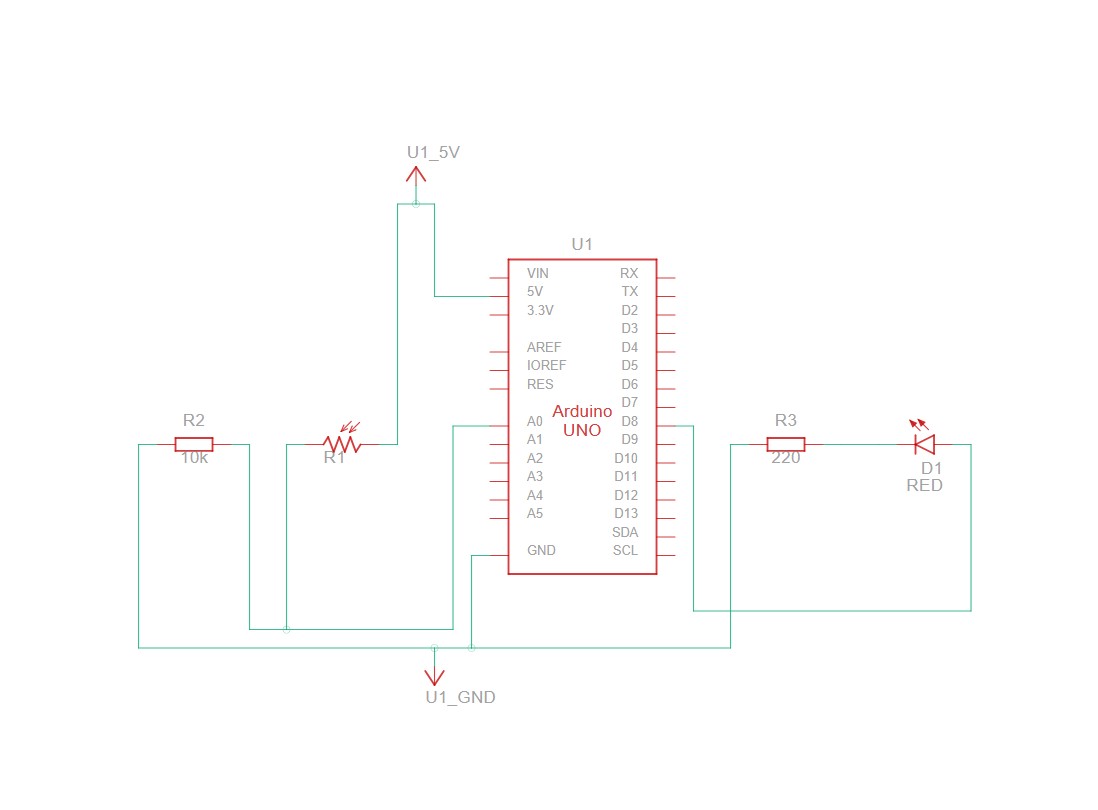 U1_5V
U1
VIN RX
5V TX
3.3V D2
D3
AREF D4
IOREF D5
RES D6
D7
Arduino
UNO
A0 D8
A1 D9
A2 D10
A3 D11
A4 D12
A5 D13
SDA
GND SCL
R2
10k
R1
R3
220
D1
RED
U1_GND